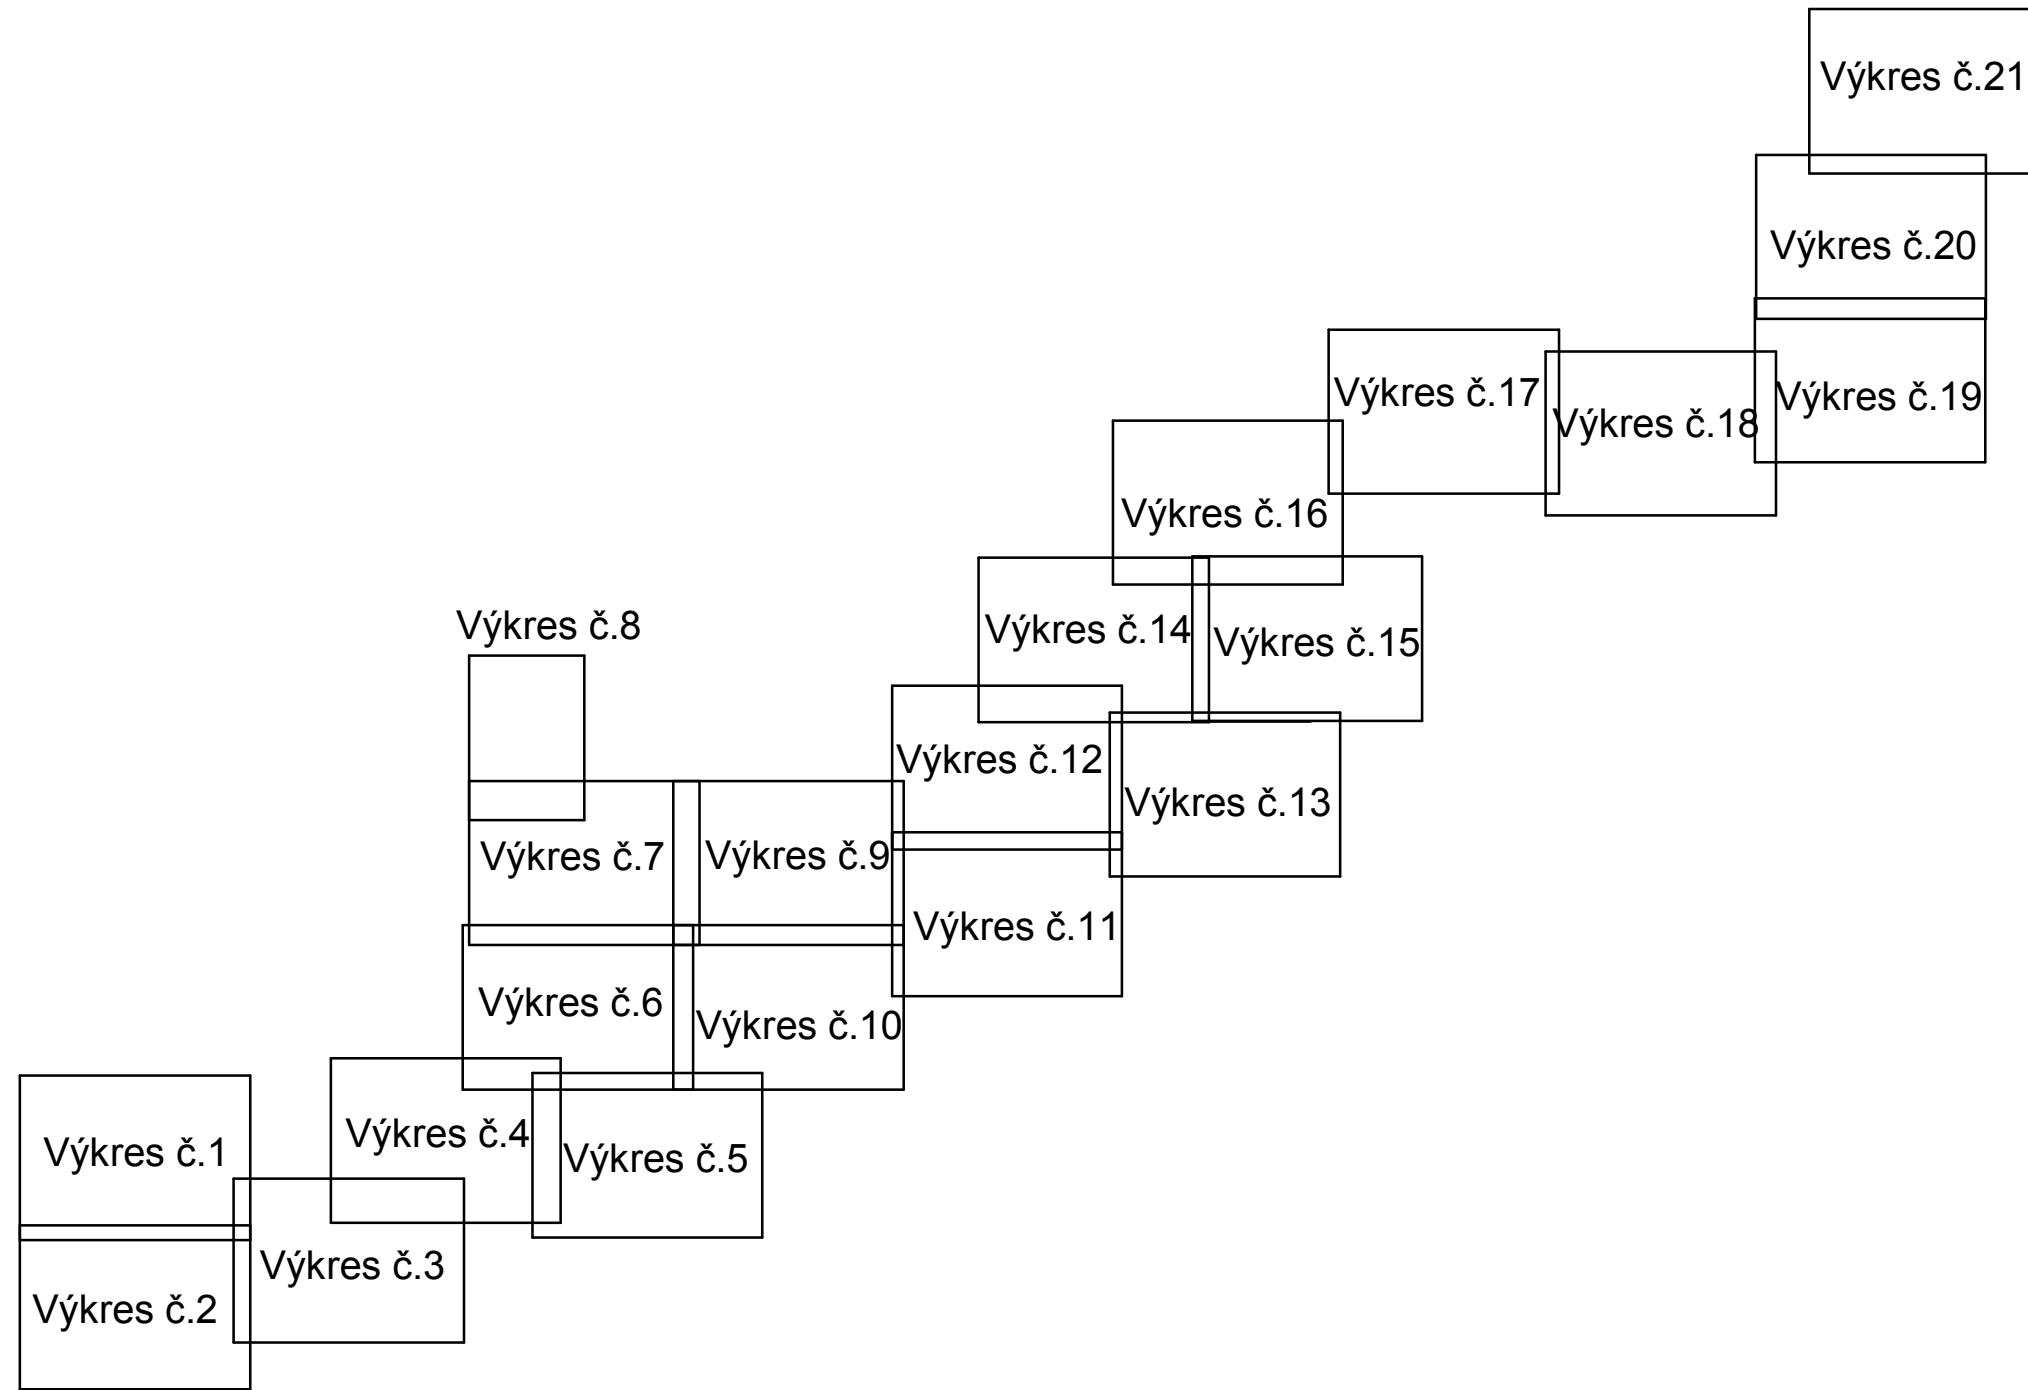 Výkres č.21
Výkres č.20
Výkres č.17
Výkres č.19
Výkres č.18
Výkres č.16
Výkres č.8
Výkres č.14
Výkres č.15
Výkres č.12
Výkres č.13
Výkres č.7
Výkres č.9
Výkres č.11
Výkres č.6
Výkres č.10
Výkres č.4
Výkres č.1
Výkres č.5
Výkres č.3
Výkres č.2